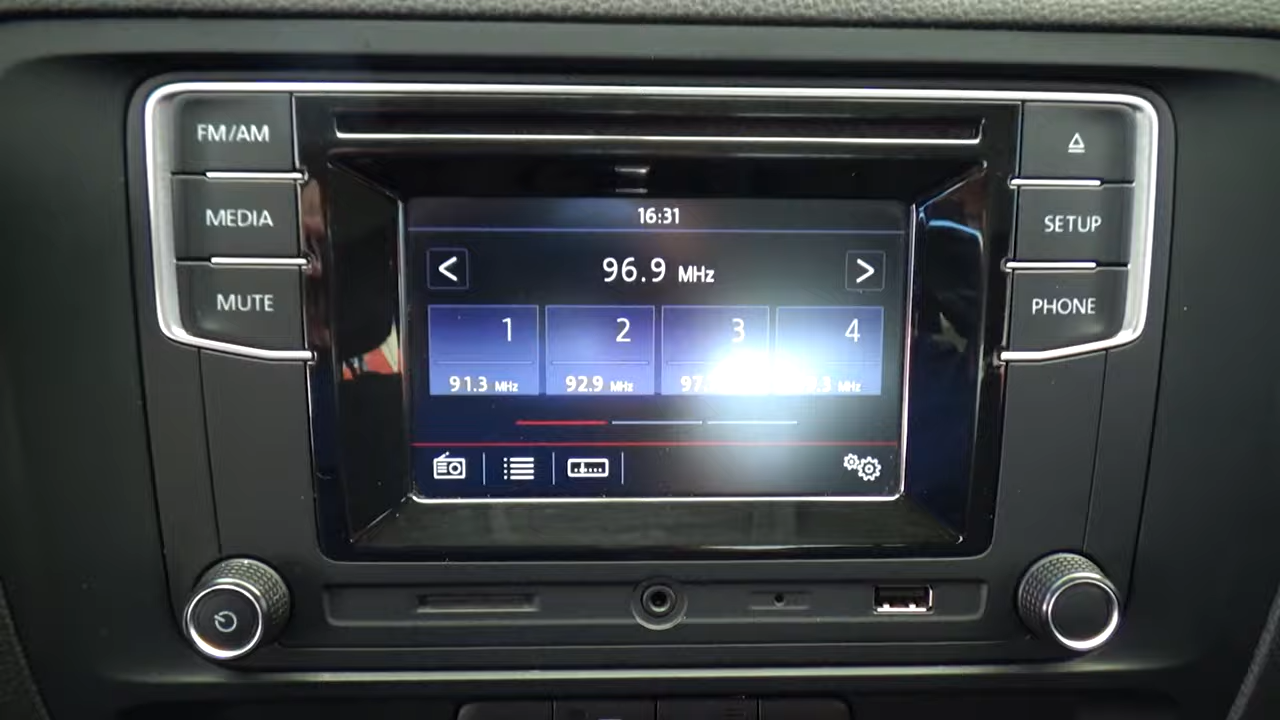 FM/AM
MEDIA
MUTE
16:31
<
96.9 MHz
>
1
2
3
4
91.3 MHz
92.9 MHz
MHz
SETUP
PHONE